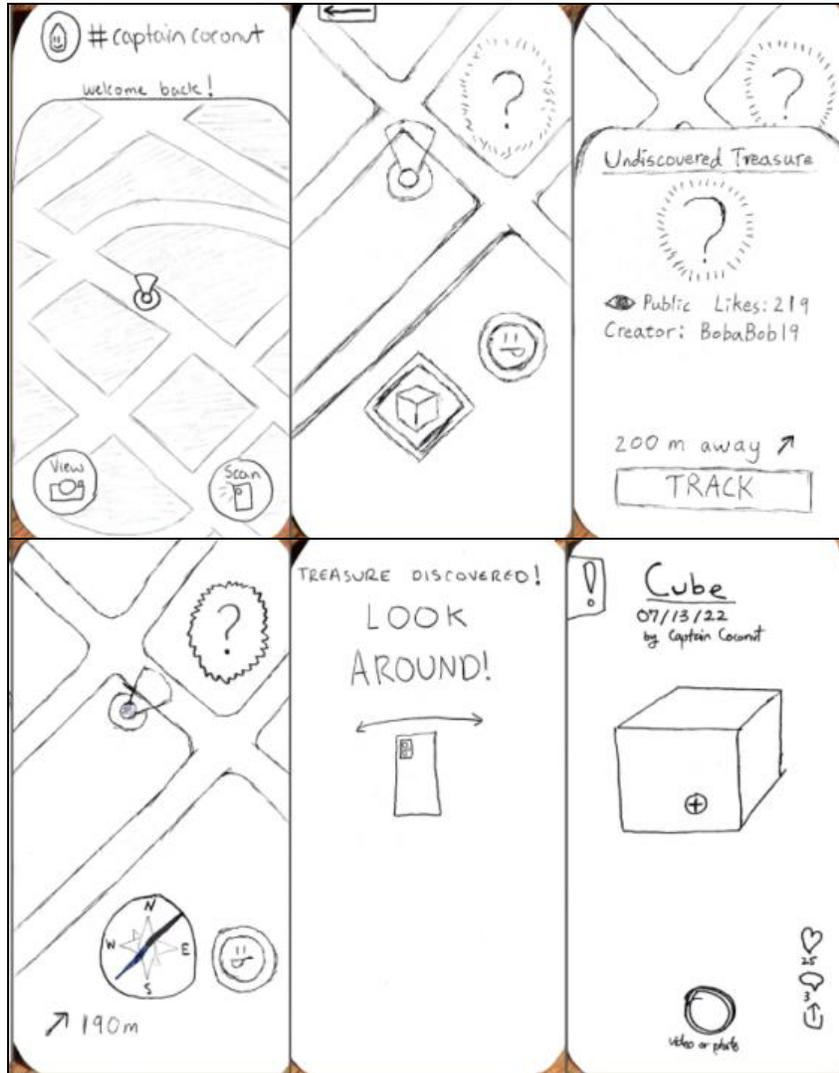 #captain coconut
welcome back!
View
Scan
?
?
Undiscovered Treasure
?
Public Likes: 219
Creator: BobaBob19
200 m away ↗
TRACK
?
N
W E
S
↗ 190m
TREASURE DISCOVERED!
LOOK
AROUND!
!
Cube
07/13/22
by Captain Coconut
25
3
video or photo